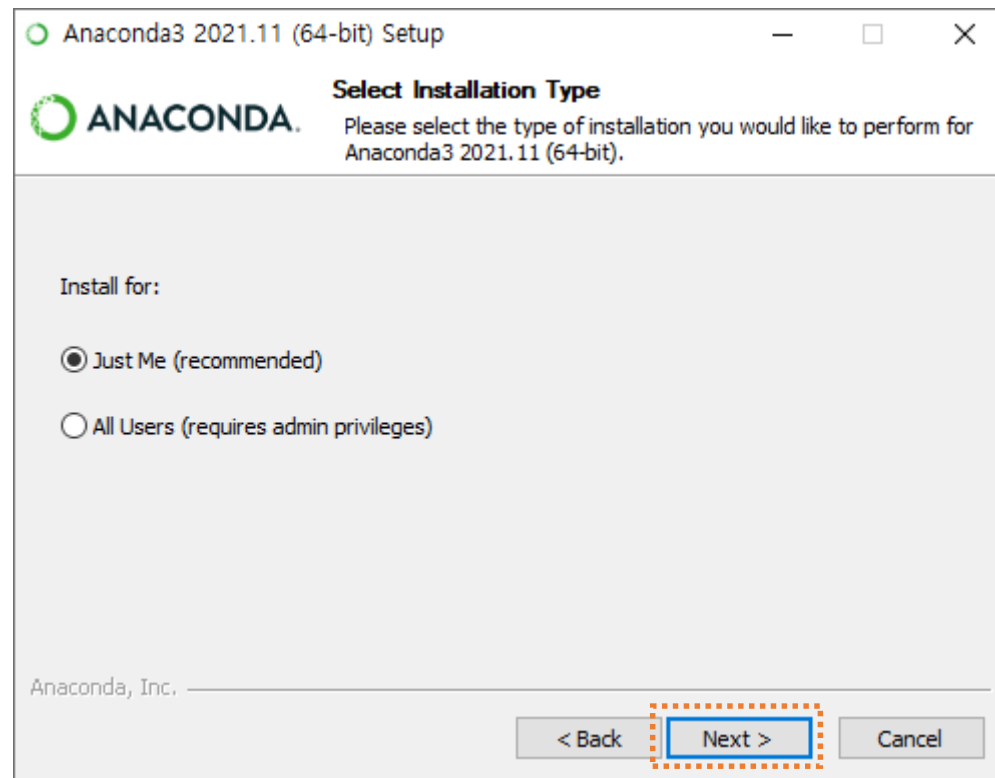 Anaconda3 2021.11 (64-bit) Setup
ANACONDA.
Select Installation Type
Please select the type of installation you would like to perform for
Anaconda3 2021.11 (64-bit).
Install for:
Just Me (recommended)
All Users (requires admin privileges)
Anaconda, Inc.
< Back
Next >
Cancel